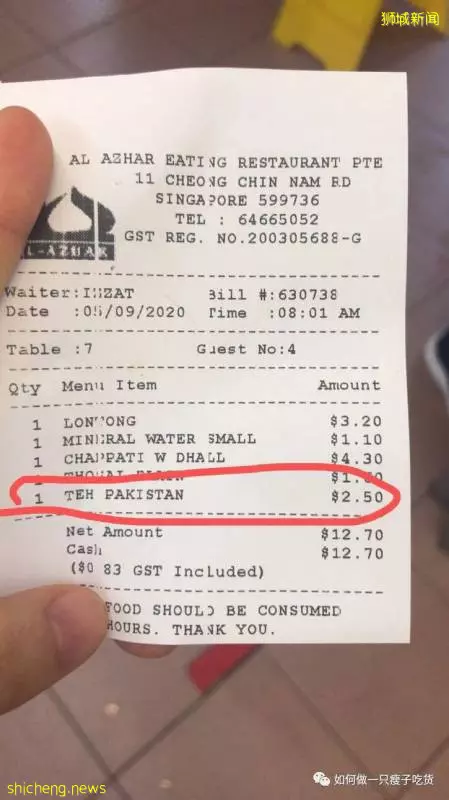 狮城新闻
AL AZHAR EATING RESTAURANT PTE
11 CHEONG CHIN NAM RD
SINGAPORE 599736
TEL : 64665052
GST REG. NO.200305688-G
L-AZHAR
Waiter: Bill #:630738
Date :05/09/2020 Time :08:01 AM
Table :7 Guest No:4
Qty Menu Item Amount
1 LONTONG $3.20
1 MINERAL WATER SMALL $1.10
1 CHAPPATI W DHALL $4.30
1
1 TEH PAKISTAN $2.50
Net Amount $12.70
Cash $12.70
($0.83 GST Included)
FOOD SHOULD BE CONSUMED
HOURS. THANK YOU.
如何做一只瘦子吃货
shicheng.news